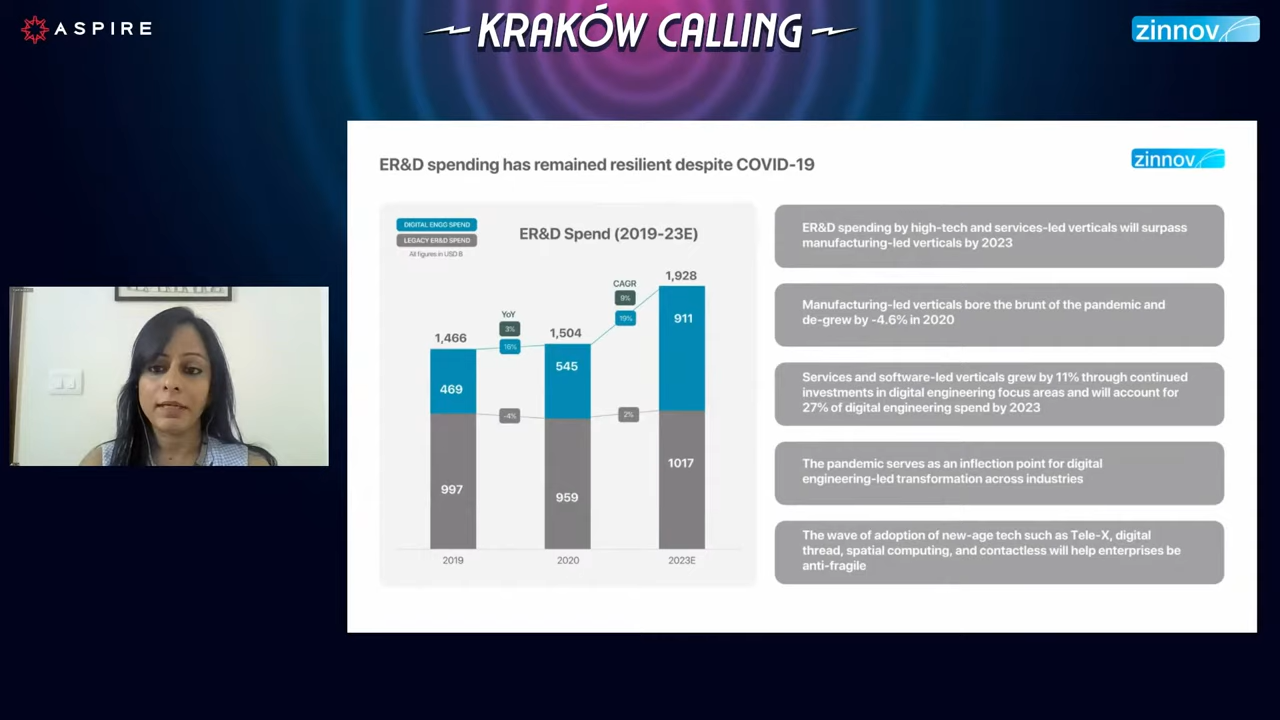 ASPIRE
KRAKÓW CALLING
zinnov
ER&D spending has remained resilient despite COVID-19
zinnov
DIGITAL ENGG SPEND
LEGACY ER&D SPEND
All figures in USD B
ER&D Spend (2019-23E)
1,466
YoY
3%
16%
1,504
CAGR
9%
19%
1,928
469
545
911
-4%
2%
997
959
1017
2019
2020
2023E
ER&D spending by high-tech and services-led verticals will surpass
manufacturing-led verticals by 2023
Manufacturing-led verticals bore the brunt of the pandemic and
de-grew by -4.6% in 2020
Services and software-led verticals grew by 11% through continued
investments in digital engineering focus areas and will account for
27% of digital engineering spend by 2023
The pandemic serves as an inflection point for digital
engineering-led transformation across industries
The wave of adoption of new-age tech such as Tele-X, digital
thread, spatial computing, and contactless will help enterprises be
anti-fragile